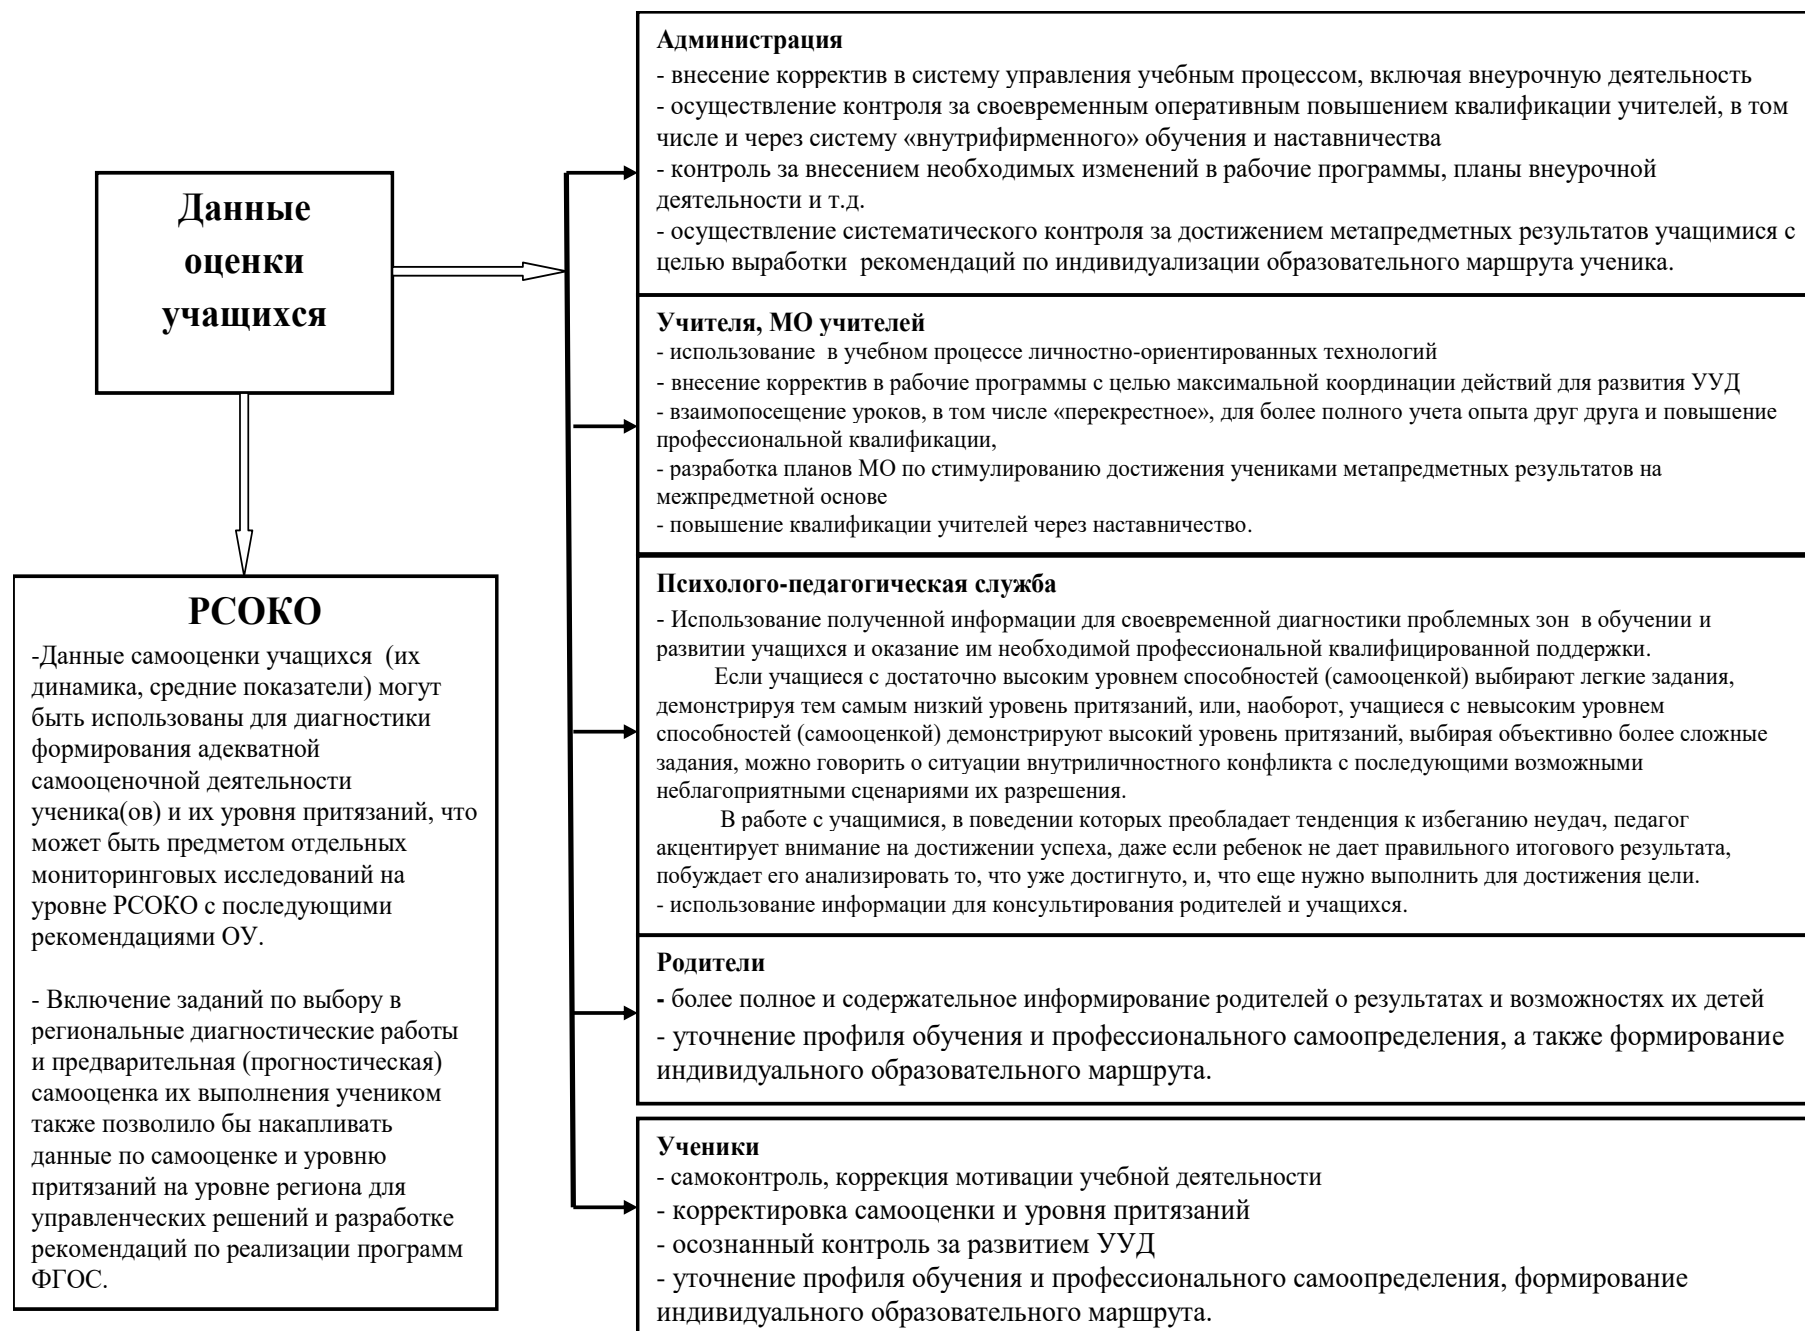 Данные
оценки
учащихся
РСОКО
-Данные самооценки учащихся (их
динамика, средние показатели) могут
быть использованы для диагностики
формирования адекватной
самооценочной деятельности
ученика(ов) и их уровня притязаний, что
может быть предметом отдельных
мониторинговых исследований на
уровне РСОКО с последующими
рекомендациями ОУ.
- Включение заданий по выбору в
региональные диагностические работы
и предварительная (прогностическая)
самооценка их выполнения учеником
также позволило бы накапливать
данные по самооценке и уровню
притязаний на уровне региона для
управленческих решений и разработке
рекомендаций по реализации программ
ФГОС.
Администрация
- внесение корректив в систему управления учебным процессом, включая внеурочную деятельность
- осуществление контроля за своевременным оперативным повышением квалификации учителей, в том
числе и через систему «внутрифирменного» обучения и наставничества
- контроль за внесением необходимых изменений в рабочие программы, планы внеурочной
деятельности и т.д.
- осуществление систематического контроля за достижением метапредметных результатов учащимися с
целью выработки рекомендаций по индивидуализации образовательного маршрута ученика.
Учителя, МО учителей
- использование в учебном процессе личностно-ориентированных технологий
- внесение корректив в рабочие программы с целью максимальной координации действий для развития УУД
- взаимопосещение уроков, в том числе «перекрестное», для более полного учета опыта друг друга и повышение
профессиональной квалификации,
- разработка планов МО по стимулированию достижения учениками метапредметных результатов на
межпредметной основе
- повышение квалификации учителей через наставничество.
Психолого-педагогическая служба
- Использование полученной информации для своевременной диагностики проблемных зон в обучении и
развитии учащихся и оказание им необходимой профессиональной квалифицированной поддержки.
Если учащиеся с достаточно высоким уровнем способностей (самооценкой) выбирают легкие задания,
демонстрируя тем самым низкий уровень притязаний, или, наоборот, учащиеся с невысоким уровнем
способностей (самооценкой) демонстрируют высокий уровень притязаний, выбирая объективно более сложные
задания, можно говорить о ситуации внутриличностного конфликта с последующими возможными
неблагоприятными сценариями их разрешения.
В работе с учащимися, в поведении которых преобладает тенденция к избеганию неудач, педагог
акцентирует внимание на достижении успеха, даже если ребенок не дает правильного итогового результата,
побуждает его анализировать то, что уже достигнуто, и, что еще нужно выполнить для достижения цели.
- использование информации для консультирования родителей и учащихся.
Родители
- более полное и содержательное информирование родителей о результатах и возможностях их детей
- уточнение профиля обучения и профессионального самоопределения, а также формирование
индивидуального образовательного маршрута.
Ученики
- самоконтроль, коррекция мотивации учебной деятельности
- корректировка самооценки и уровня притязаний
- осознанный контроль за развитием УУД
- уточнение профиля обучения и профессионального самоопределения, формирование
индивидуального образовательного маршрута.